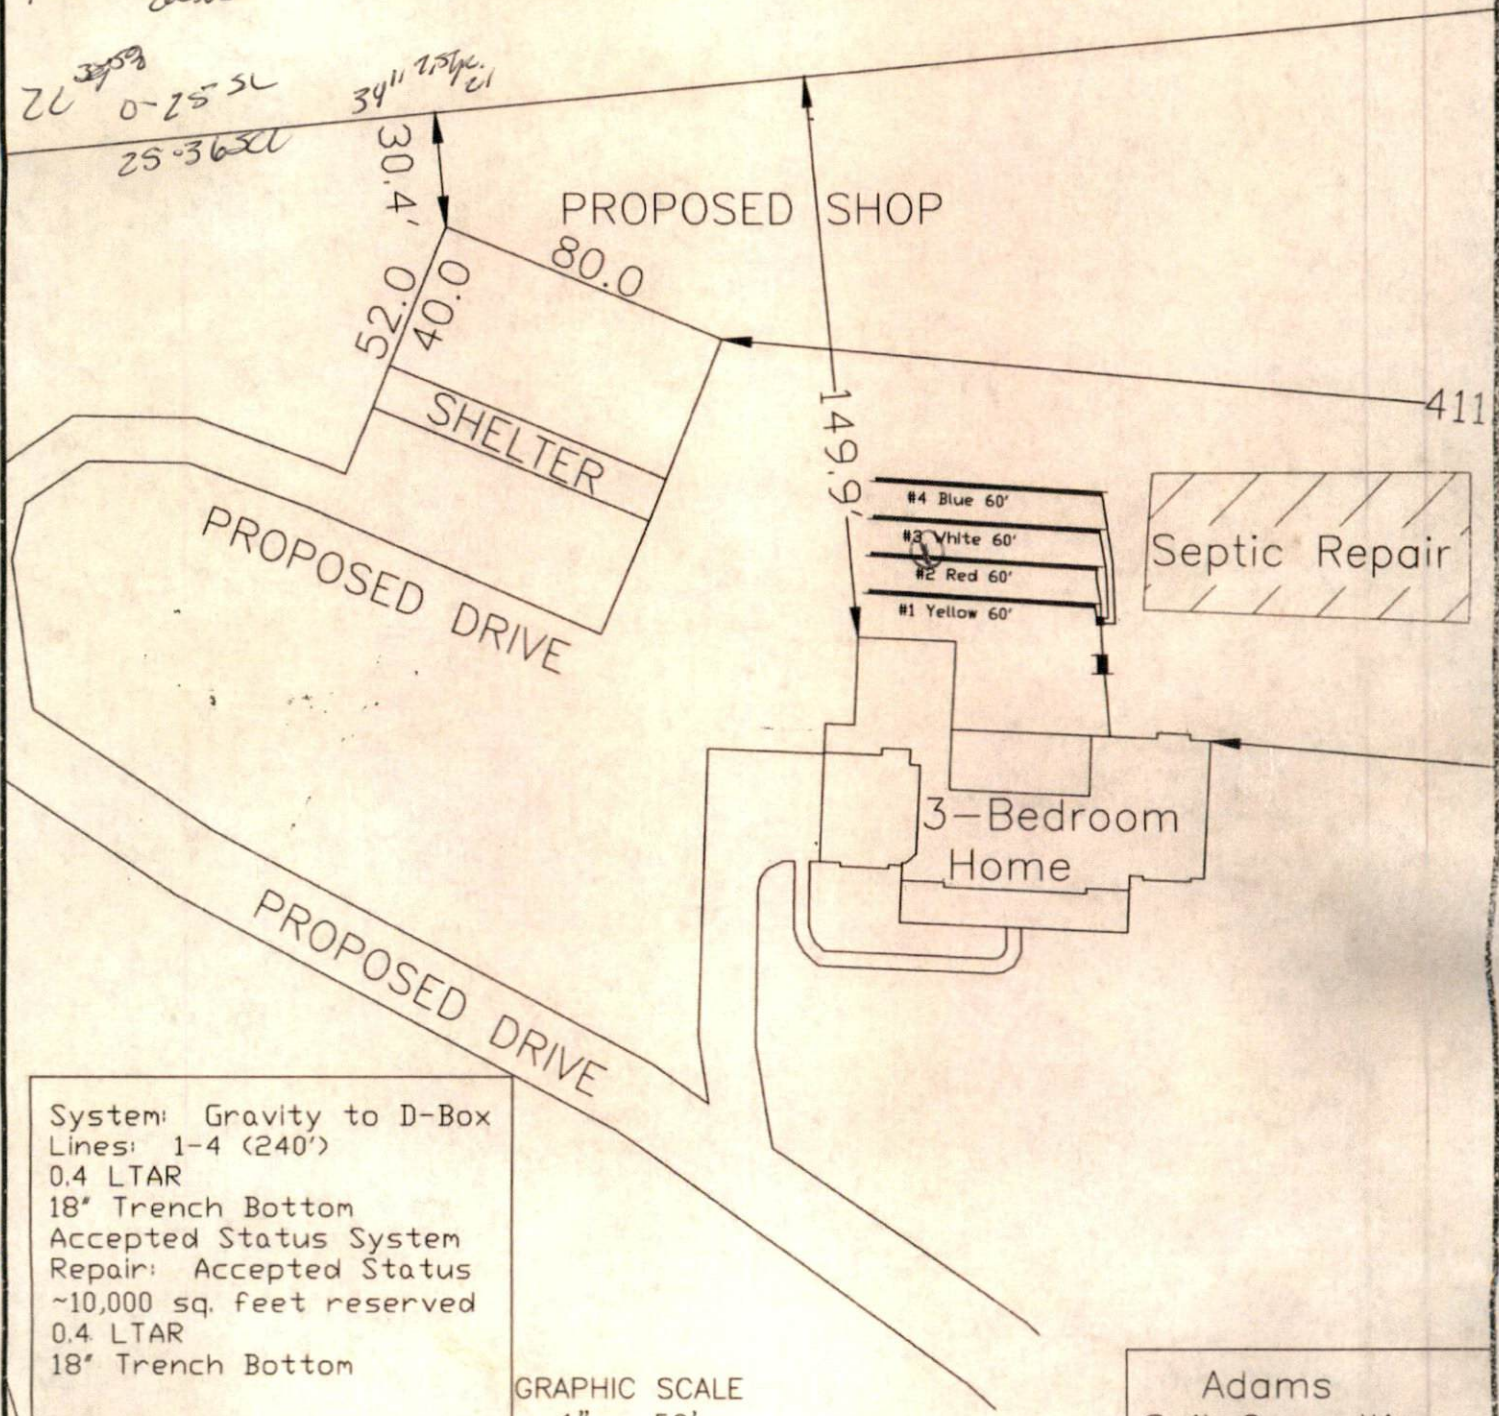 0-25 SL
34"
30.4'
PROPOSED SHOP
80.0
52.0
40.0
SHELTER
411
149.9'
#4 Blue 60'
#3 White 60'
#2 Red 60'
#1 Yellow 60'
Septic Repair
PROPOSED DRIVE
3-Bedroom
Home
PROPOSED DRIVE
System: Gravity to D-Box
Lines: 1-4 (240')
0.4 LTAR
18" Trench Bottom
Accepted Status System
Repair: Accepted Status
~10,000 sq. feet reserved
0.4 LTAR
18" Trench Bottom
GRAPHIC SCALE
Adams